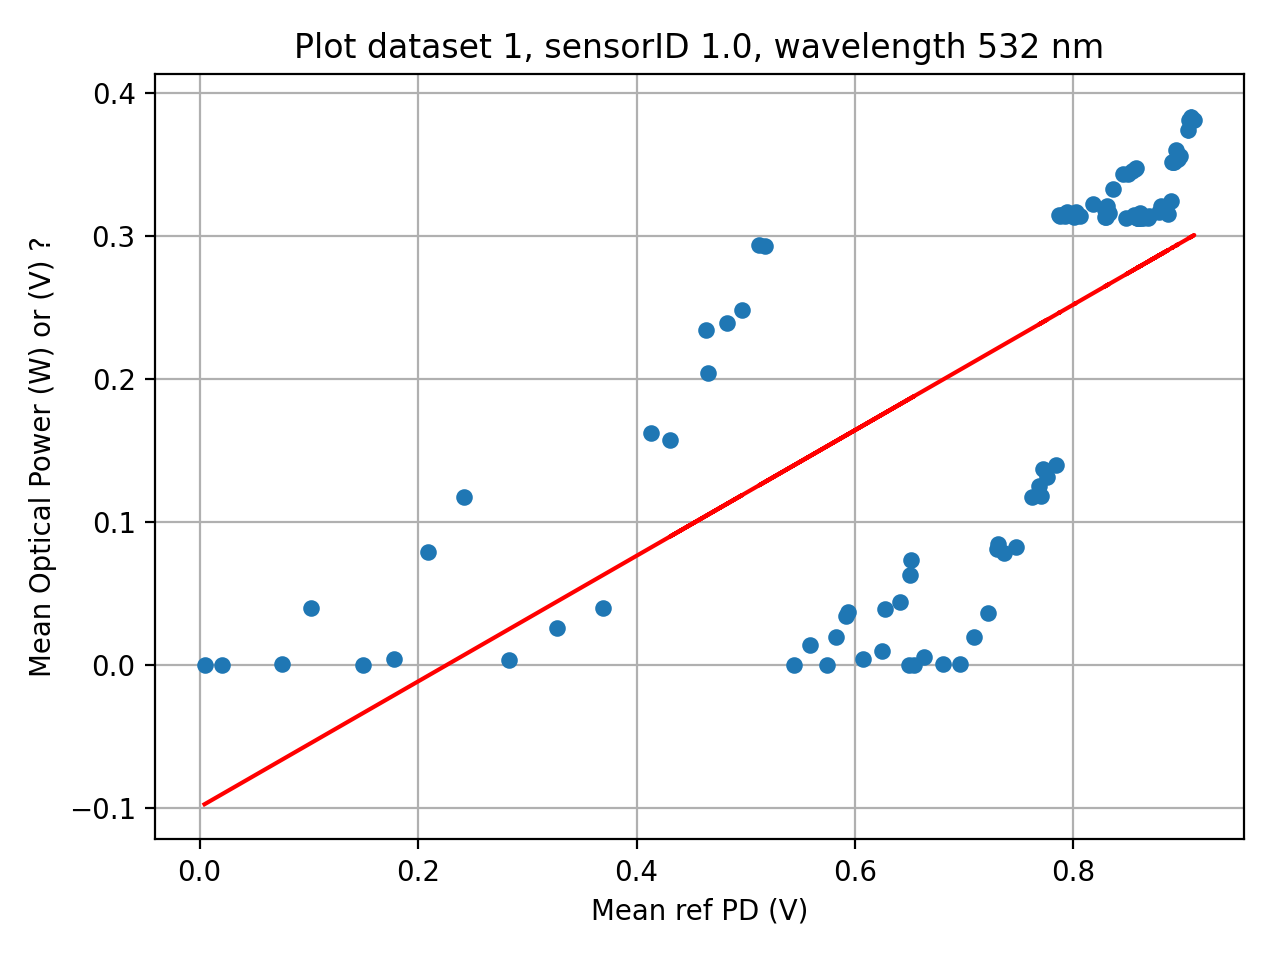 Plot dataset 1, sensorID 1.0, wavelength 532 nm
Mean Optical Power (W) or (V) ?
0.4
0.3
0.2
0.1
0.0
−0.1
0.0 0.2 0.4 0.6 0.8
Mean ref PD (V)